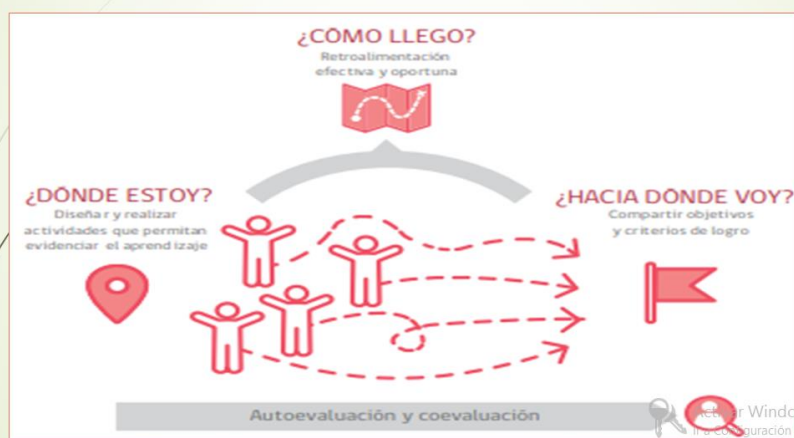 ¿CÓMO LLEGO?
Retroalimentación
efectiva y oportuna
¿DÓNDE ESTOY?
Diseñar y realizar
actividades que permitan
evidenciar el aprendizaje
¿HACIA DÓNDE VOY?
Compartir objetivos
y criterios de logro
Autoevaluación y coevaluación